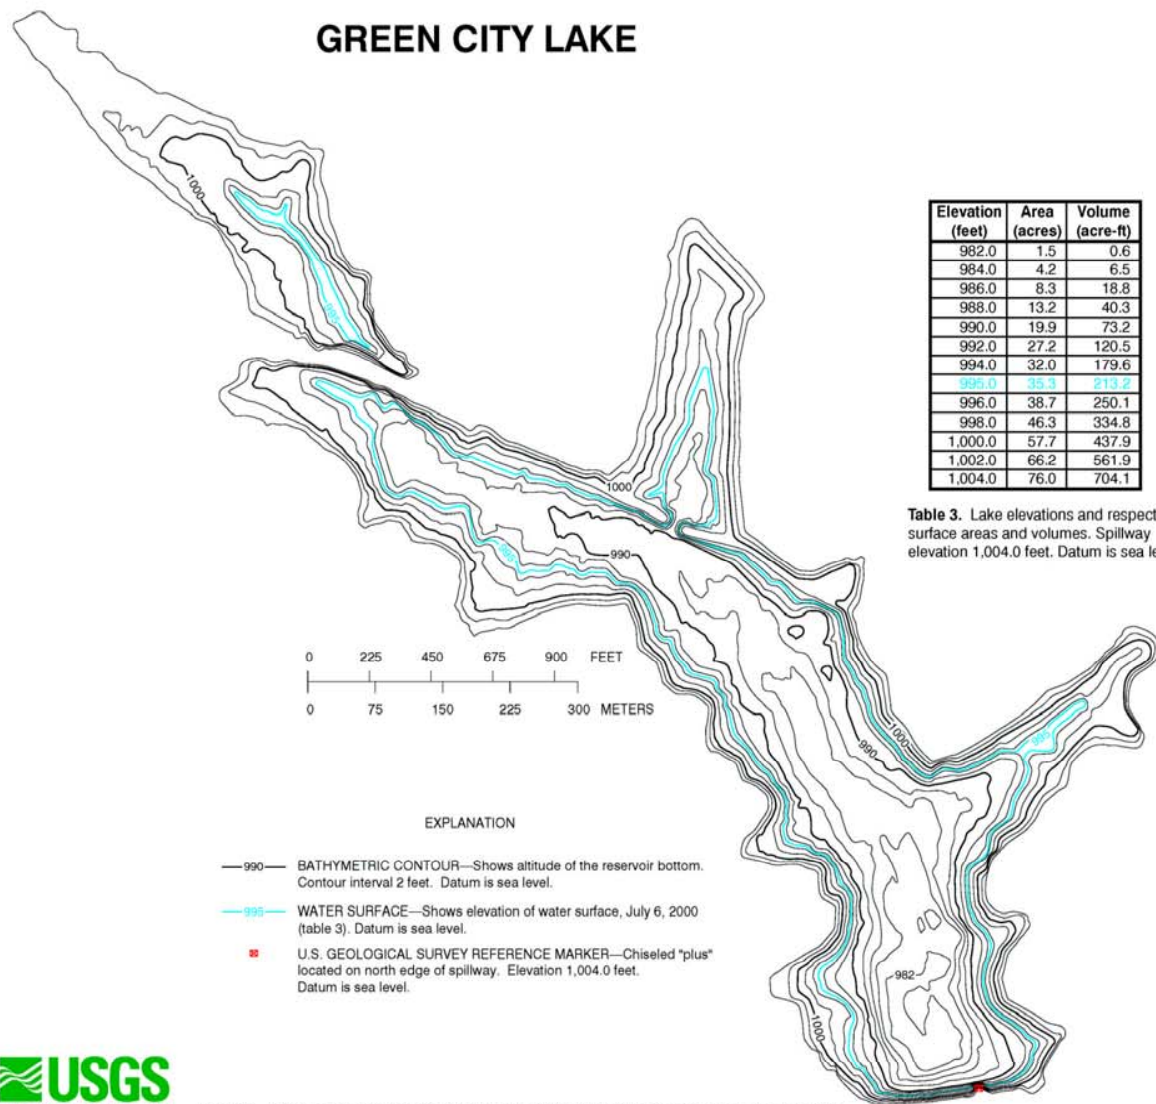 GREEN CITY LAKE
Elevation Area Volume
(feet) (acres) (acre-ft)
982.0 1.5 0.6
984.0 4.2 6.5
986.0 8.3 18.8
988.0 13.2 40.3
990.0 19.9 73.2
992.0 27.2 120.5
994.0 32.0 179.6
995.0 35.3 213.2
996.0 38.7 250.1
998.0 46.3 334.8
1,000.0 57.7 437.9
1,002.0 66.2 561.9
1,004.0 76.0 704.1
Table 3. Lake elevations and respect
surface areas and volumes. Spillway
elevation 1,004.0 feet. Datum is sea le
1000
995
1000
990
995
0 225 450 675 900 FEET
0 75 150 225 300 METERS
1000
990
995
982
1000
EXPLANATION
990 BATHYMETRIC CONTOUR—Shows altitude of the reservoir bottom.
Contour interval 2 feet. Datum is sea level.
995 WATER SURFACE—Shows elevation of water surface, July 6, 2000
(table 3). Datum is sea level.
U.S. GEOLOGICAL SURVEY REFERENCE MARKER—Chiseled "plus"
located on north edge of spillway. Elevation 1,004.0 feet.
Datum is sea level.
USGS